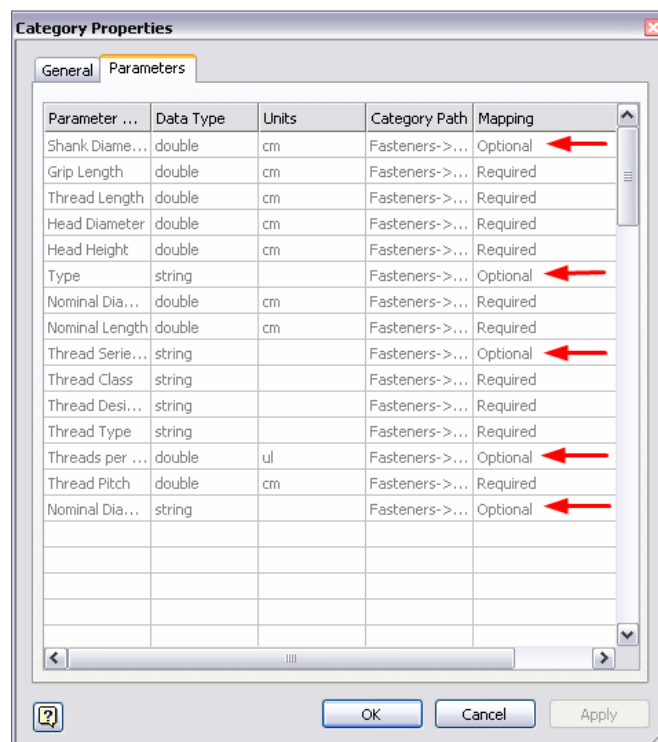 Category Properties
General Parameters
Parameter ... Data Type Units Category Path Mapping
Shank Diame... double cm Fasteners->... Optional
Grip Length double cm Fasteners->... Required
Thread Length double cm Fasteners->... Required
Head Diameter double cm Fasteners->... Required
Head Height double cm Fasteners->... Required
Type string Fasteners->... Optional
Nominal Dia... double cm Fasteners->... Required
Nominal Length double cm Fasteners->... Required
Thread Serie... string Fasteners->... Optional
Thread Class string Fasteners->... Required
Thread Desi... string Fasteners->... Required
Thread Type string Fasteners->... Required
Threads per ... double ul Fasteners->... Optional
Thread Pitch double cm Fasteners->... Required
Nominal Dia... string Fasteners->... Optional
OK Cancel Apply